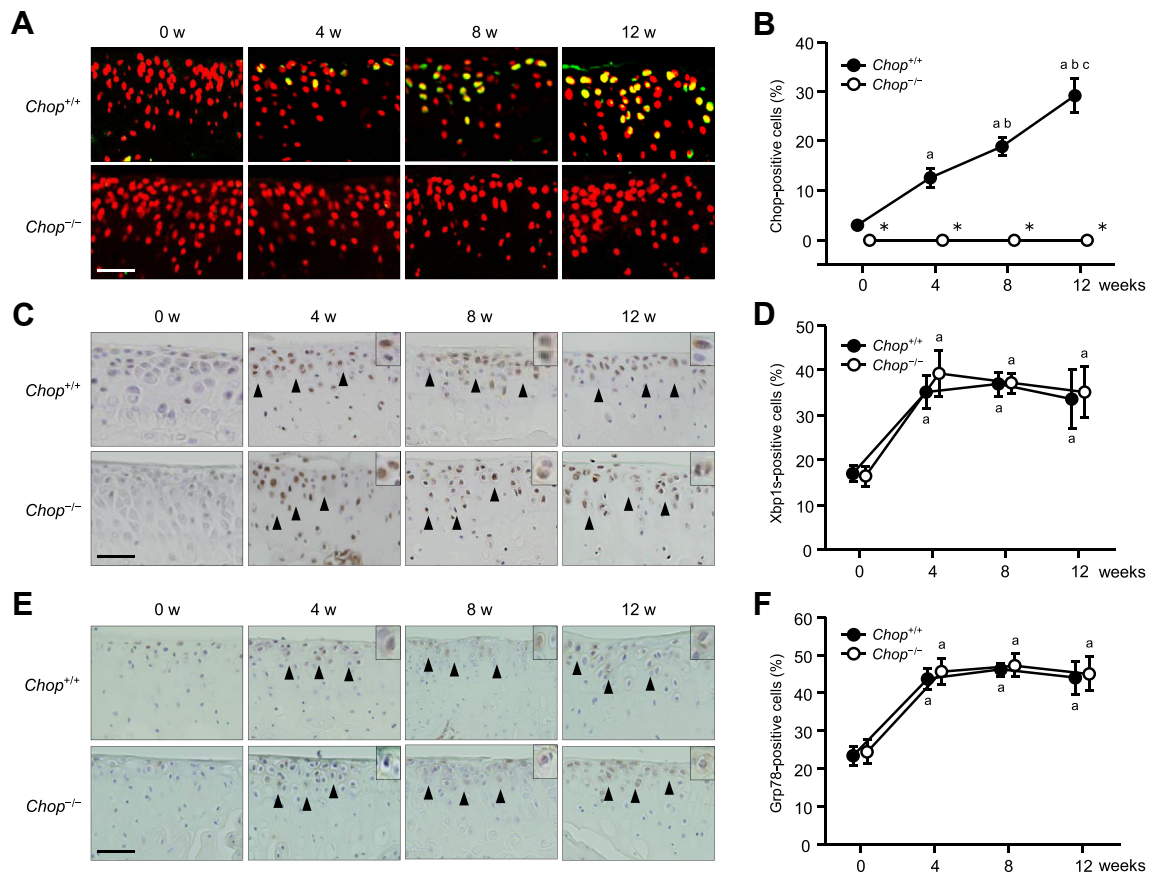 A
0 w 4 w 8 w 12 w
Chop+/+
Chop−/−
B
Chop-positive cells (%)
40
30
20
10
0
Chop+/+
Chop−/−
a
a b
a b c
* * * *
0 4 8 12 weeks
C
0 w 4 w 8 w 12 w
Chop+/+
Chop−/−
D
Xbp1s-positive cells (%)
50
40
30
20
10
0
Chop+/+
Chop−/−
a a a
a a a
0 4 8 12 weeks
E
0 w 4 w 8 w 12 w
Chop+/+
Chop−/−
F
Grp78-positive cells (%)
60
50
40
30
20
10
0
Chop+/+
Chop−/−
a a a
a a a
0 4 8 12 weeks